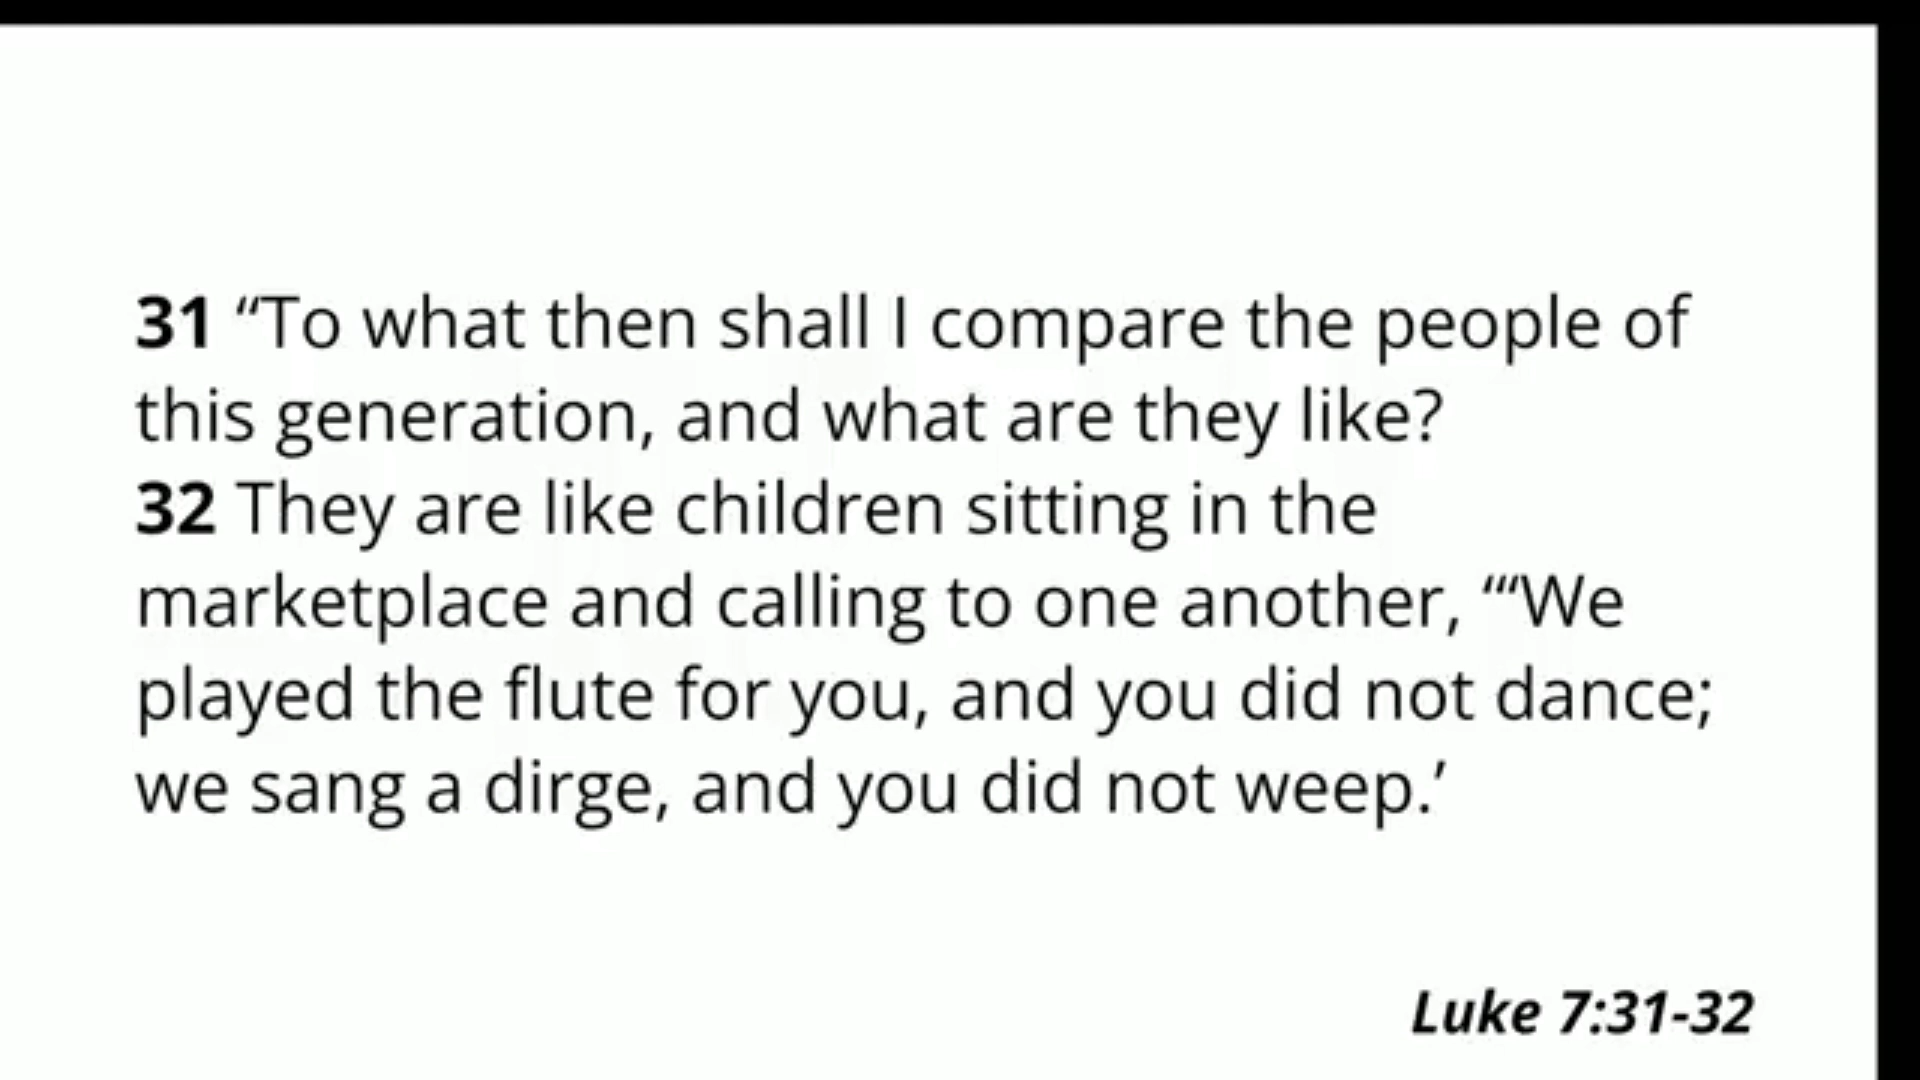 31 “To what then shall I compare the people of
this generation, and what are they like?
32 They are like children sitting in the
marketplace and calling to one another, “‘We
played the flute for you, and you did not dance;
we sang a dirge, and you did not weep.’
Luke 7:31-32